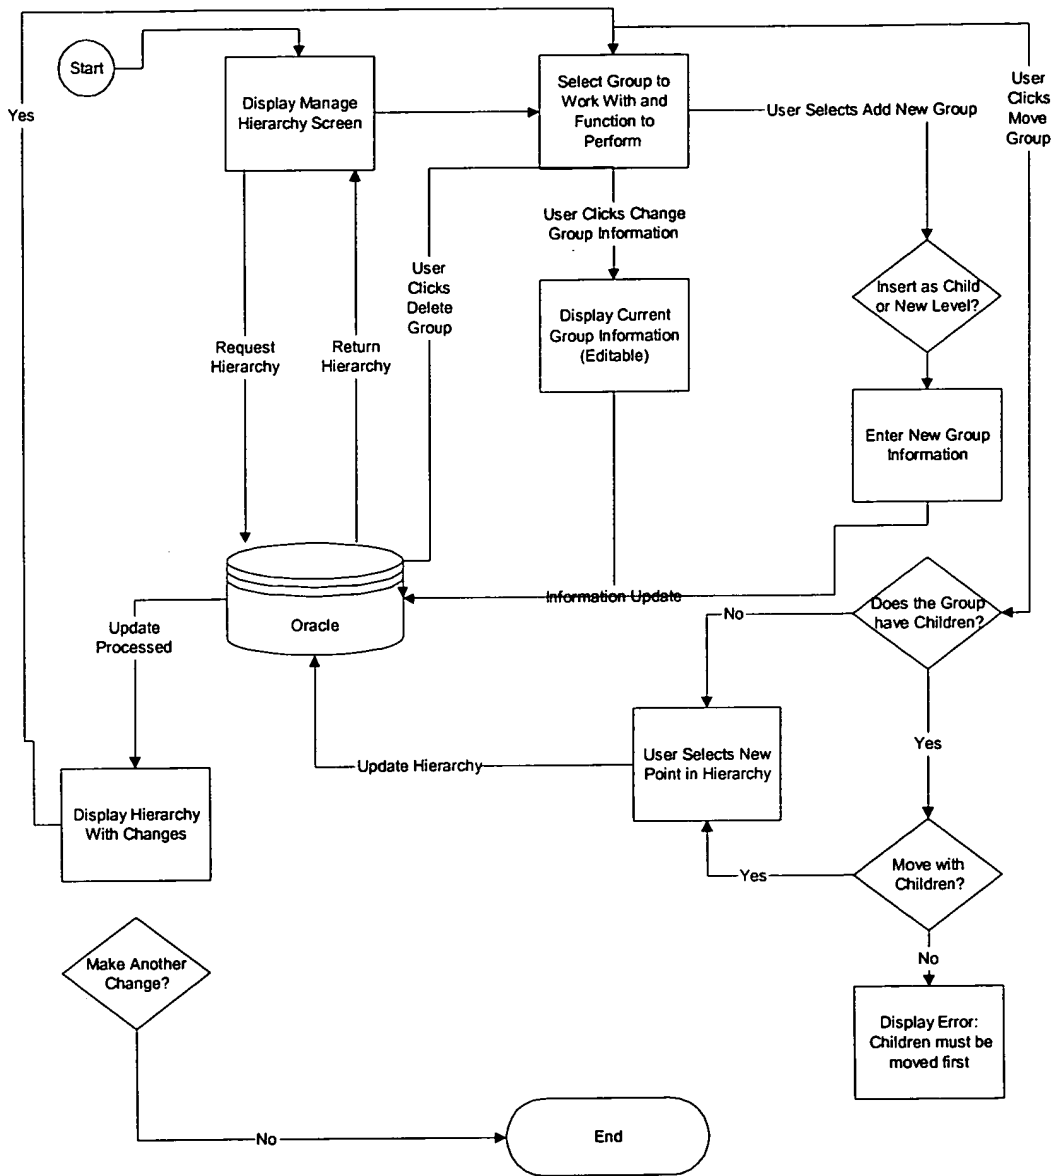 Start
Yes
Display Manage
Hierarchy Screen
Select Group to
Work With and
Function to
Perform
User Selects Add New Group
User
Clicks
Move
Group
User Clicks Change
Group Information
User
Clicks
Delete
Group
Insert as Child
or New Level?
Display Current
Group Information
(Editable)
Request
Hierarchy
Return
Hierarchy
Enter New Group
Information
Information Update
Does the Group
have Children?
No
Oracle
Update
Processed
Yes
User Selects New
Point in Hierarchy
Update Hierarchy
Display Hierarchy
With Changes
Move with
Children?
Yes
No
Make Another
Change?
Display Error:
Children must be
moved first
No
End